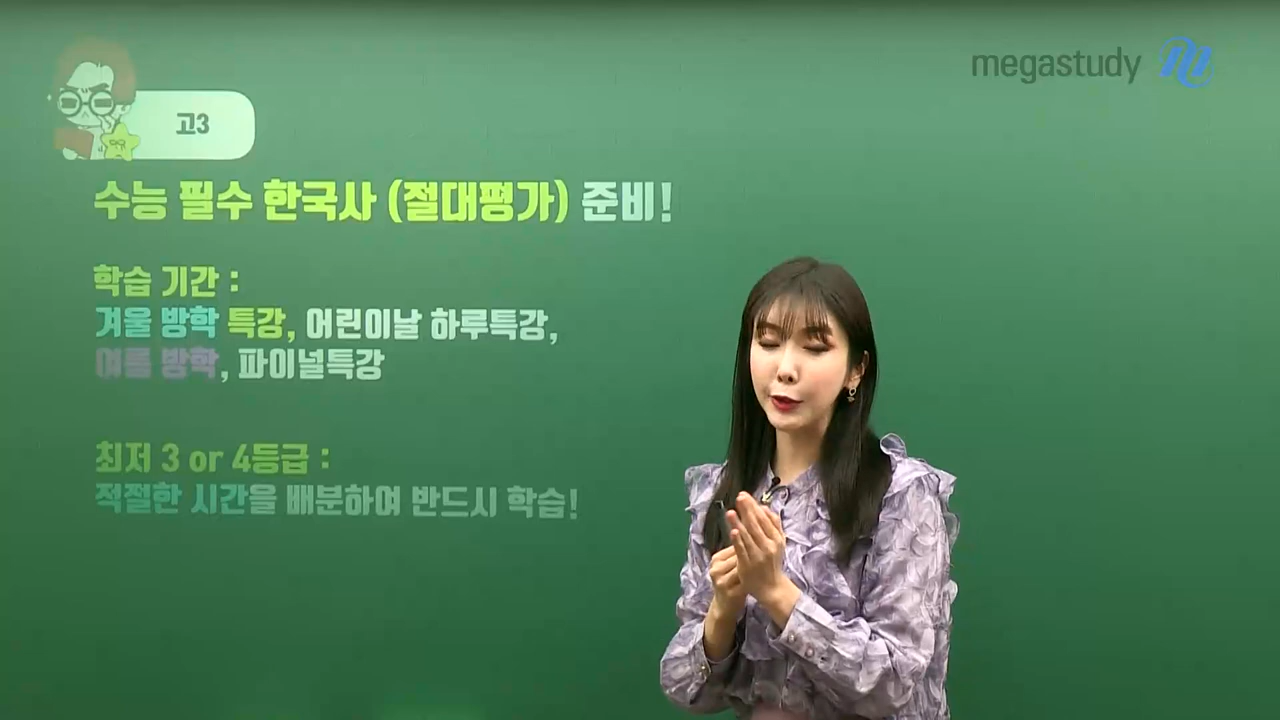 megastudy
고3
수능 필수 한국사 (절대평가) 준비!
학습 기간 :
겨울 방학 특강, 어린이날 하루특강,
여름 방학, 파이널특강
최저 3 or 4등급 :
적절한 시간을 배분하여 반드시 학습!